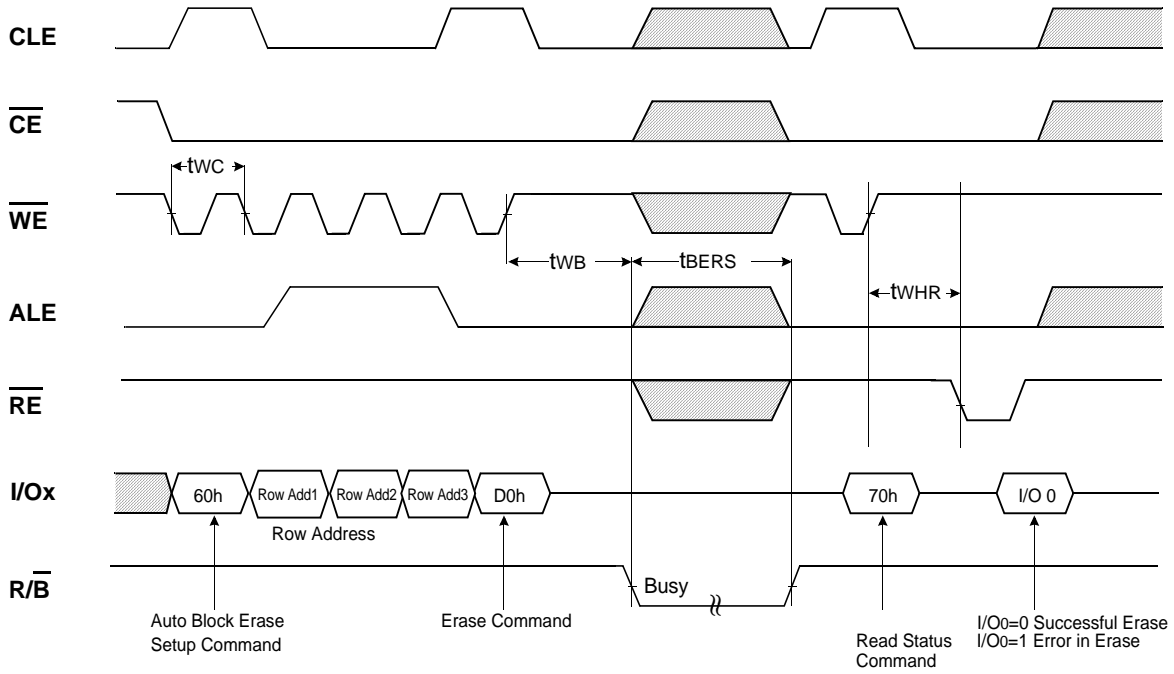 CLE
CE
tWC
WE
tWB
tBERS
tWHR
ALE
RE
I/Ox
60h
Row Add1
Row Add2
Row Add3
D0h
70h
I/O 0
Row Address
R/B
Busy
Auto Block Erase
Setup Command
Erase Command
Read Status
Command
I/O0=0 Successful Erase
I/O0=1 Error in Erase